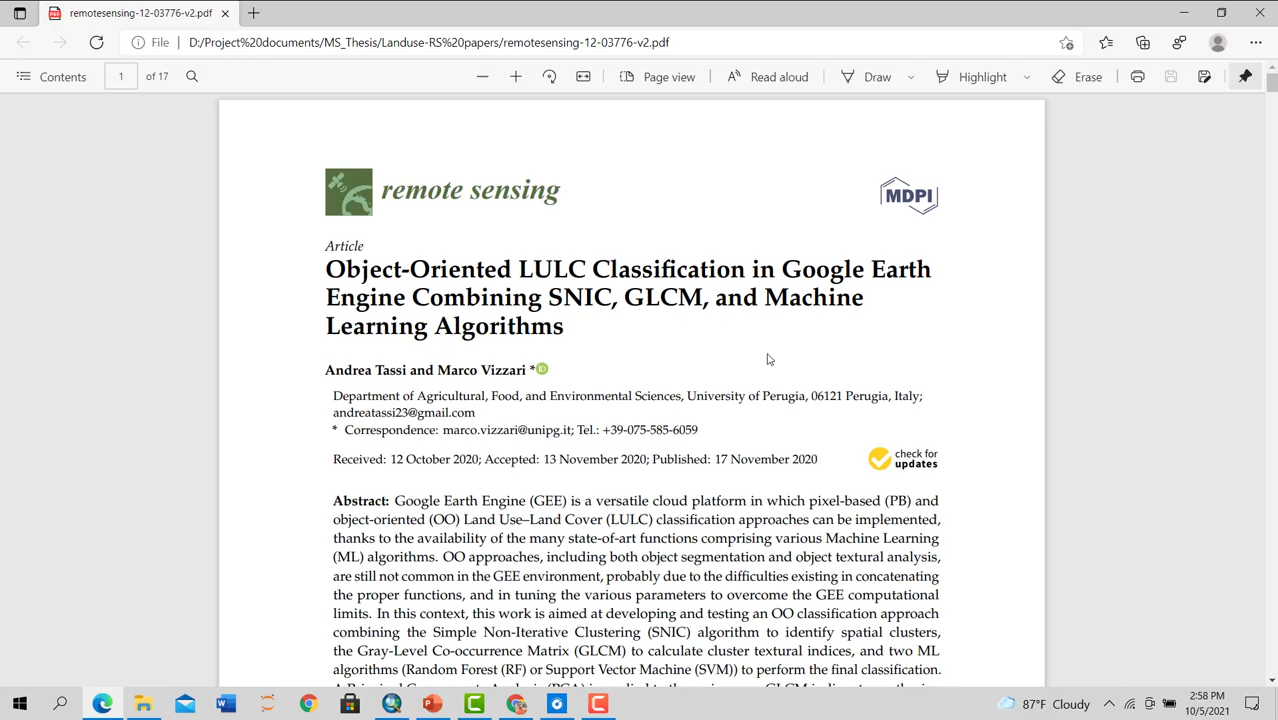 remotesensing-12-03776-v2.pdf
File D:/Project%20documents/MS_Thesis/Landuse-RS%20papers/remotesensing-12-03776-v2.pdf
Contents 1 of 17 Page view Read aloud Draw Highlight Erase
remote sensing
MDPI
Article
Object-Oriented LULC Classification in Google Earth
Engine Combining SNIC, GLCM, and Machine
Learning Algorithms
Andrea Tassi and Marco Vizzari *
Department of Agricultural, Food, and Environmental Sciences, University of Perugia, 06121 Perugia, Italy;
andreatassi23@gmail.com
* Correspondence: marco.vizzari@unipg.it; Tel.: +39-075-585-6059
Received: 12 October 2020; Accepted: 13 November 2020; Published: 17 November 2020
check for
updates
Abstract: Google Earth Engine (GEE) is a versatile cloud platform in which pixel-based (PB) and
object-oriented (OO) Land Use–Land Cover (LULC) classification approaches can be implemented,
thanks to the availability of the many state-of-art functions comprising various Machine Learning
(ML) algorithms. OO approaches, including both object segmentation and object textural analysis,
are still not common in the GEE environment, probably due to the difficulties existing in concatenating
the proper functions, and in tuning the various parameters to overcome the GEE computational
limits. In this context, this work is aimed at developing and testing an OO classification approach
combining the Simple Non-Iterative Clustering (SNIC) algorithm to identify spatial clusters,
the Gray-Level Co-occurrence Matrix (GLCM) to calculate cluster textural indices, and two ML
algorithms (Random Forest (RF) or Support Vector Machine (SVM)) to perform the final classification.
87°F Cloudy
2:58 PM
10/5/2021